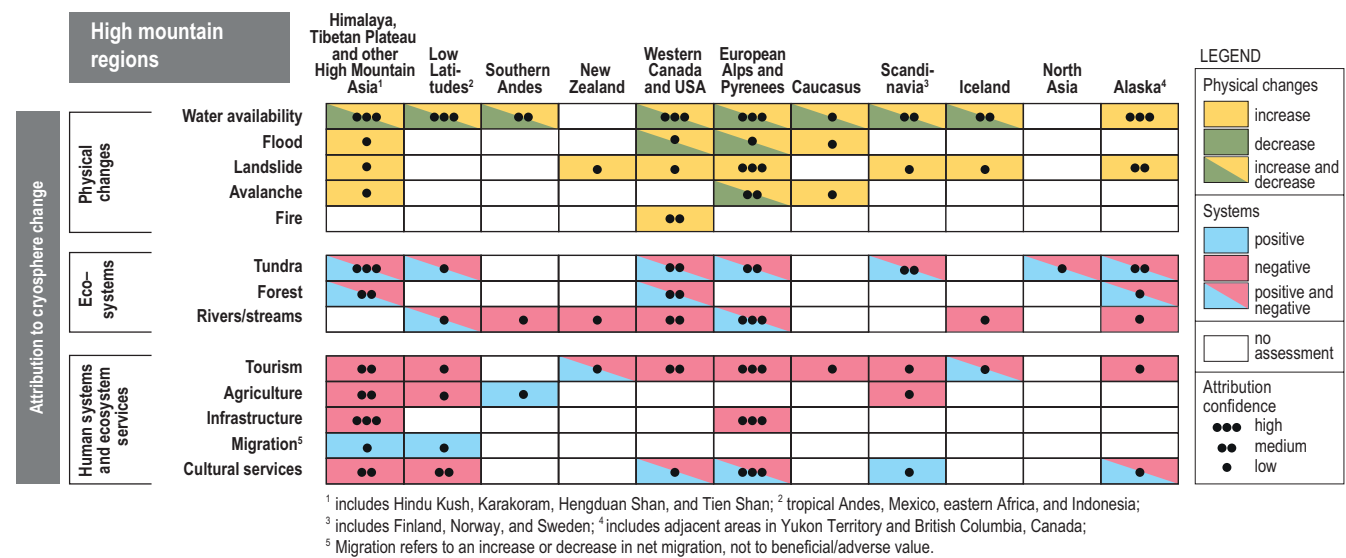 High mountain
regions
Himalaya,
Tibetan Plateau
and other
High Mountain
Asia¹
Low
Lati-
tudes²
Southern
Andes
New
Zealand
Western
Canada
and USA
European
Alps and
Pyrenees
Caucasus
Scandi-
navia³
Iceland
North
Asia
Alaska⁴
Attribution to cryosphere change
Physical
changes
Water availability
Flood
Landslide
Avalanche
Fire
Eco–
systems
Tundra
Forest
Rivers/streams
Human systems
and ecosystem
services
Tourism
Agriculture
Infrastructure
Migration⁵
Cultural services
LEGEND
Physical changes
increase
decrease
increase and
decrease
Systems
positive
negative
positive and
negative
no
assessment
Attribution
confidence
high
medium
low
¹ includes Hindu Kush, Karakoram, Hengduan Shan, and Tien Shan; ² tropical Andes, Mexico, eastern Africa, and Indonesia;
³ includes Finland, Norway, and Sweden; ⁴ includes adjacent areas in Yukon Territory and British Columbia, Canada;
⁵ Migration refers to an increase or decrease in net migration, not to beneficial/adverse value.